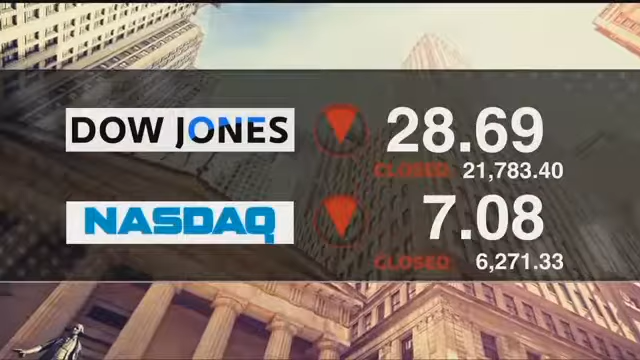 DOW JONES 28.69
CLOSED 21,783.40
NASDAQ 7.08
CLOSED 6,271.33